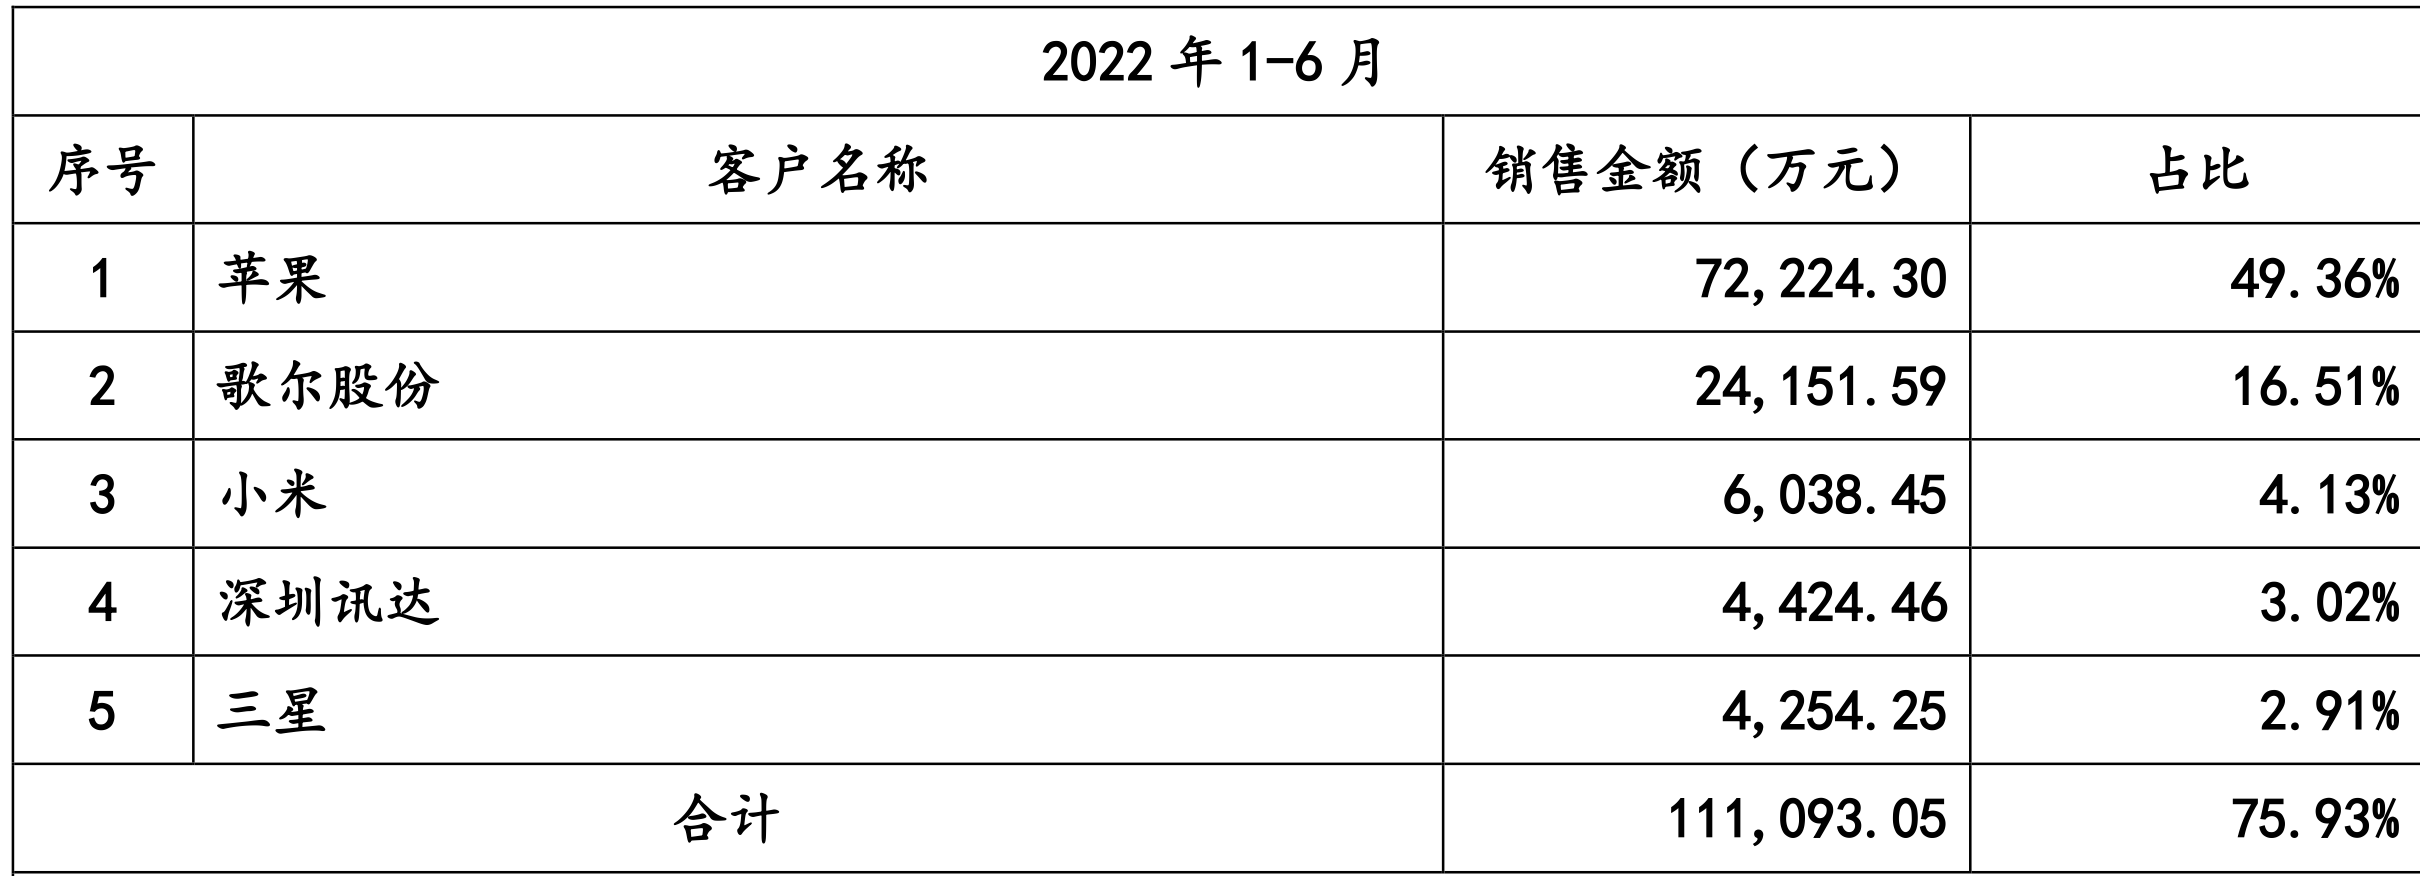 2022 年 1-6 月
序号 客户名称 销售金额（万元） 占比
1 苹果 72,224.30 49.36%
2 歌尔股份 24,151.59 16.51%
3 小米 6,038.45 4.13%
4 深圳讯达 4,424.46 3.02%
5 三星 4,254.25 2.91%
合计 111,093.05 75.93%